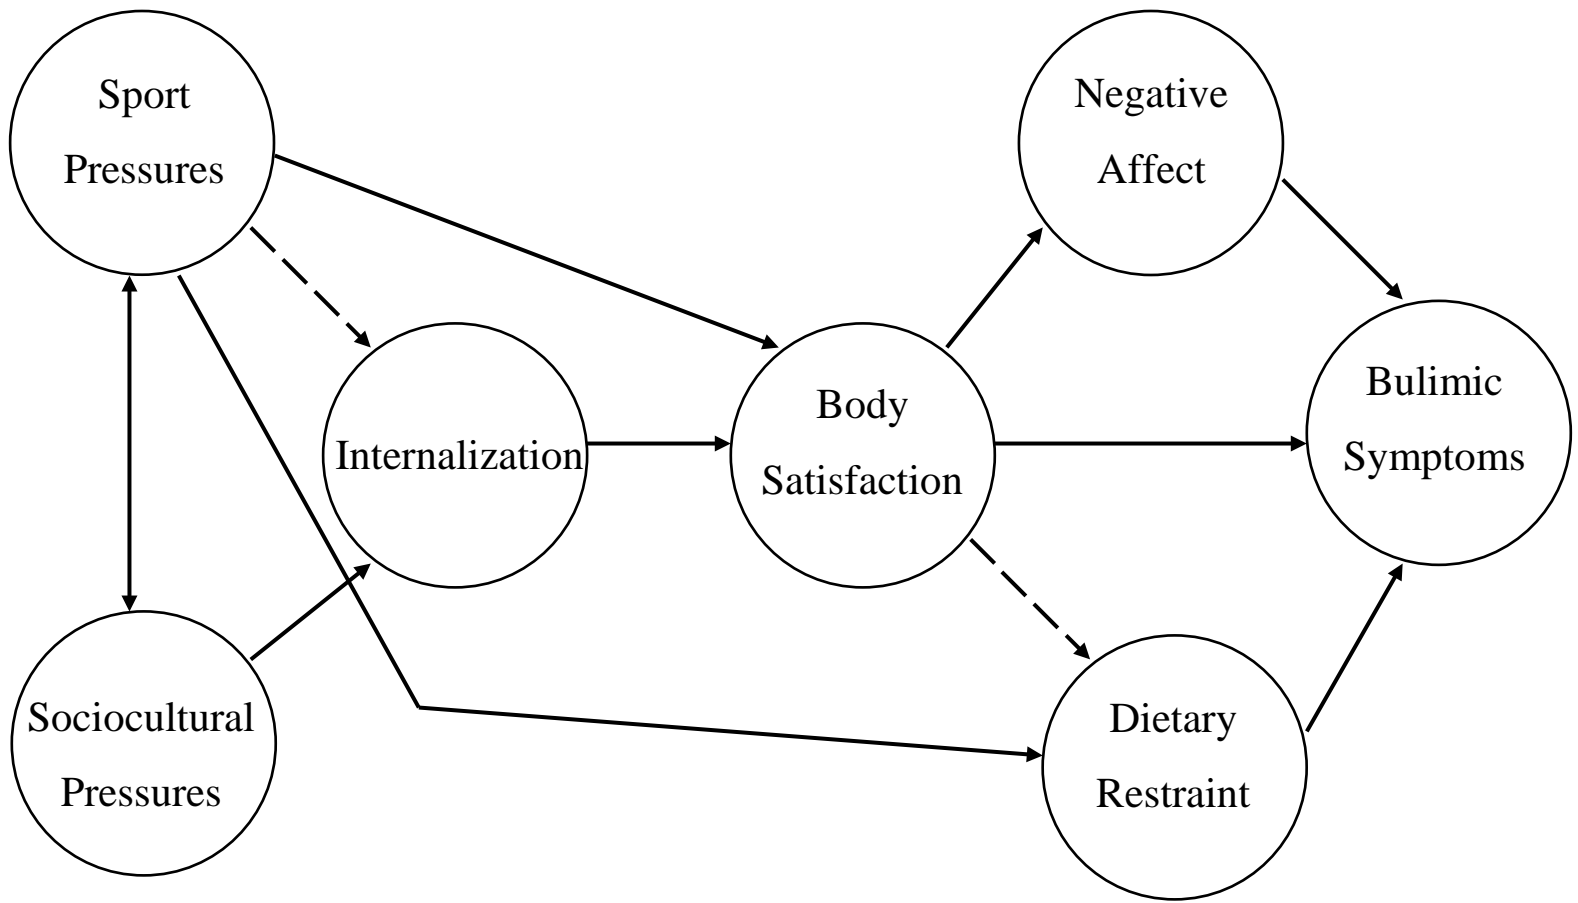 Sport
Pressures
Negative
Affect
Internalization
Body
Satisfaction
Bulimic
Symptoms
Sociocultural
Pressures
Dietary
Restraint